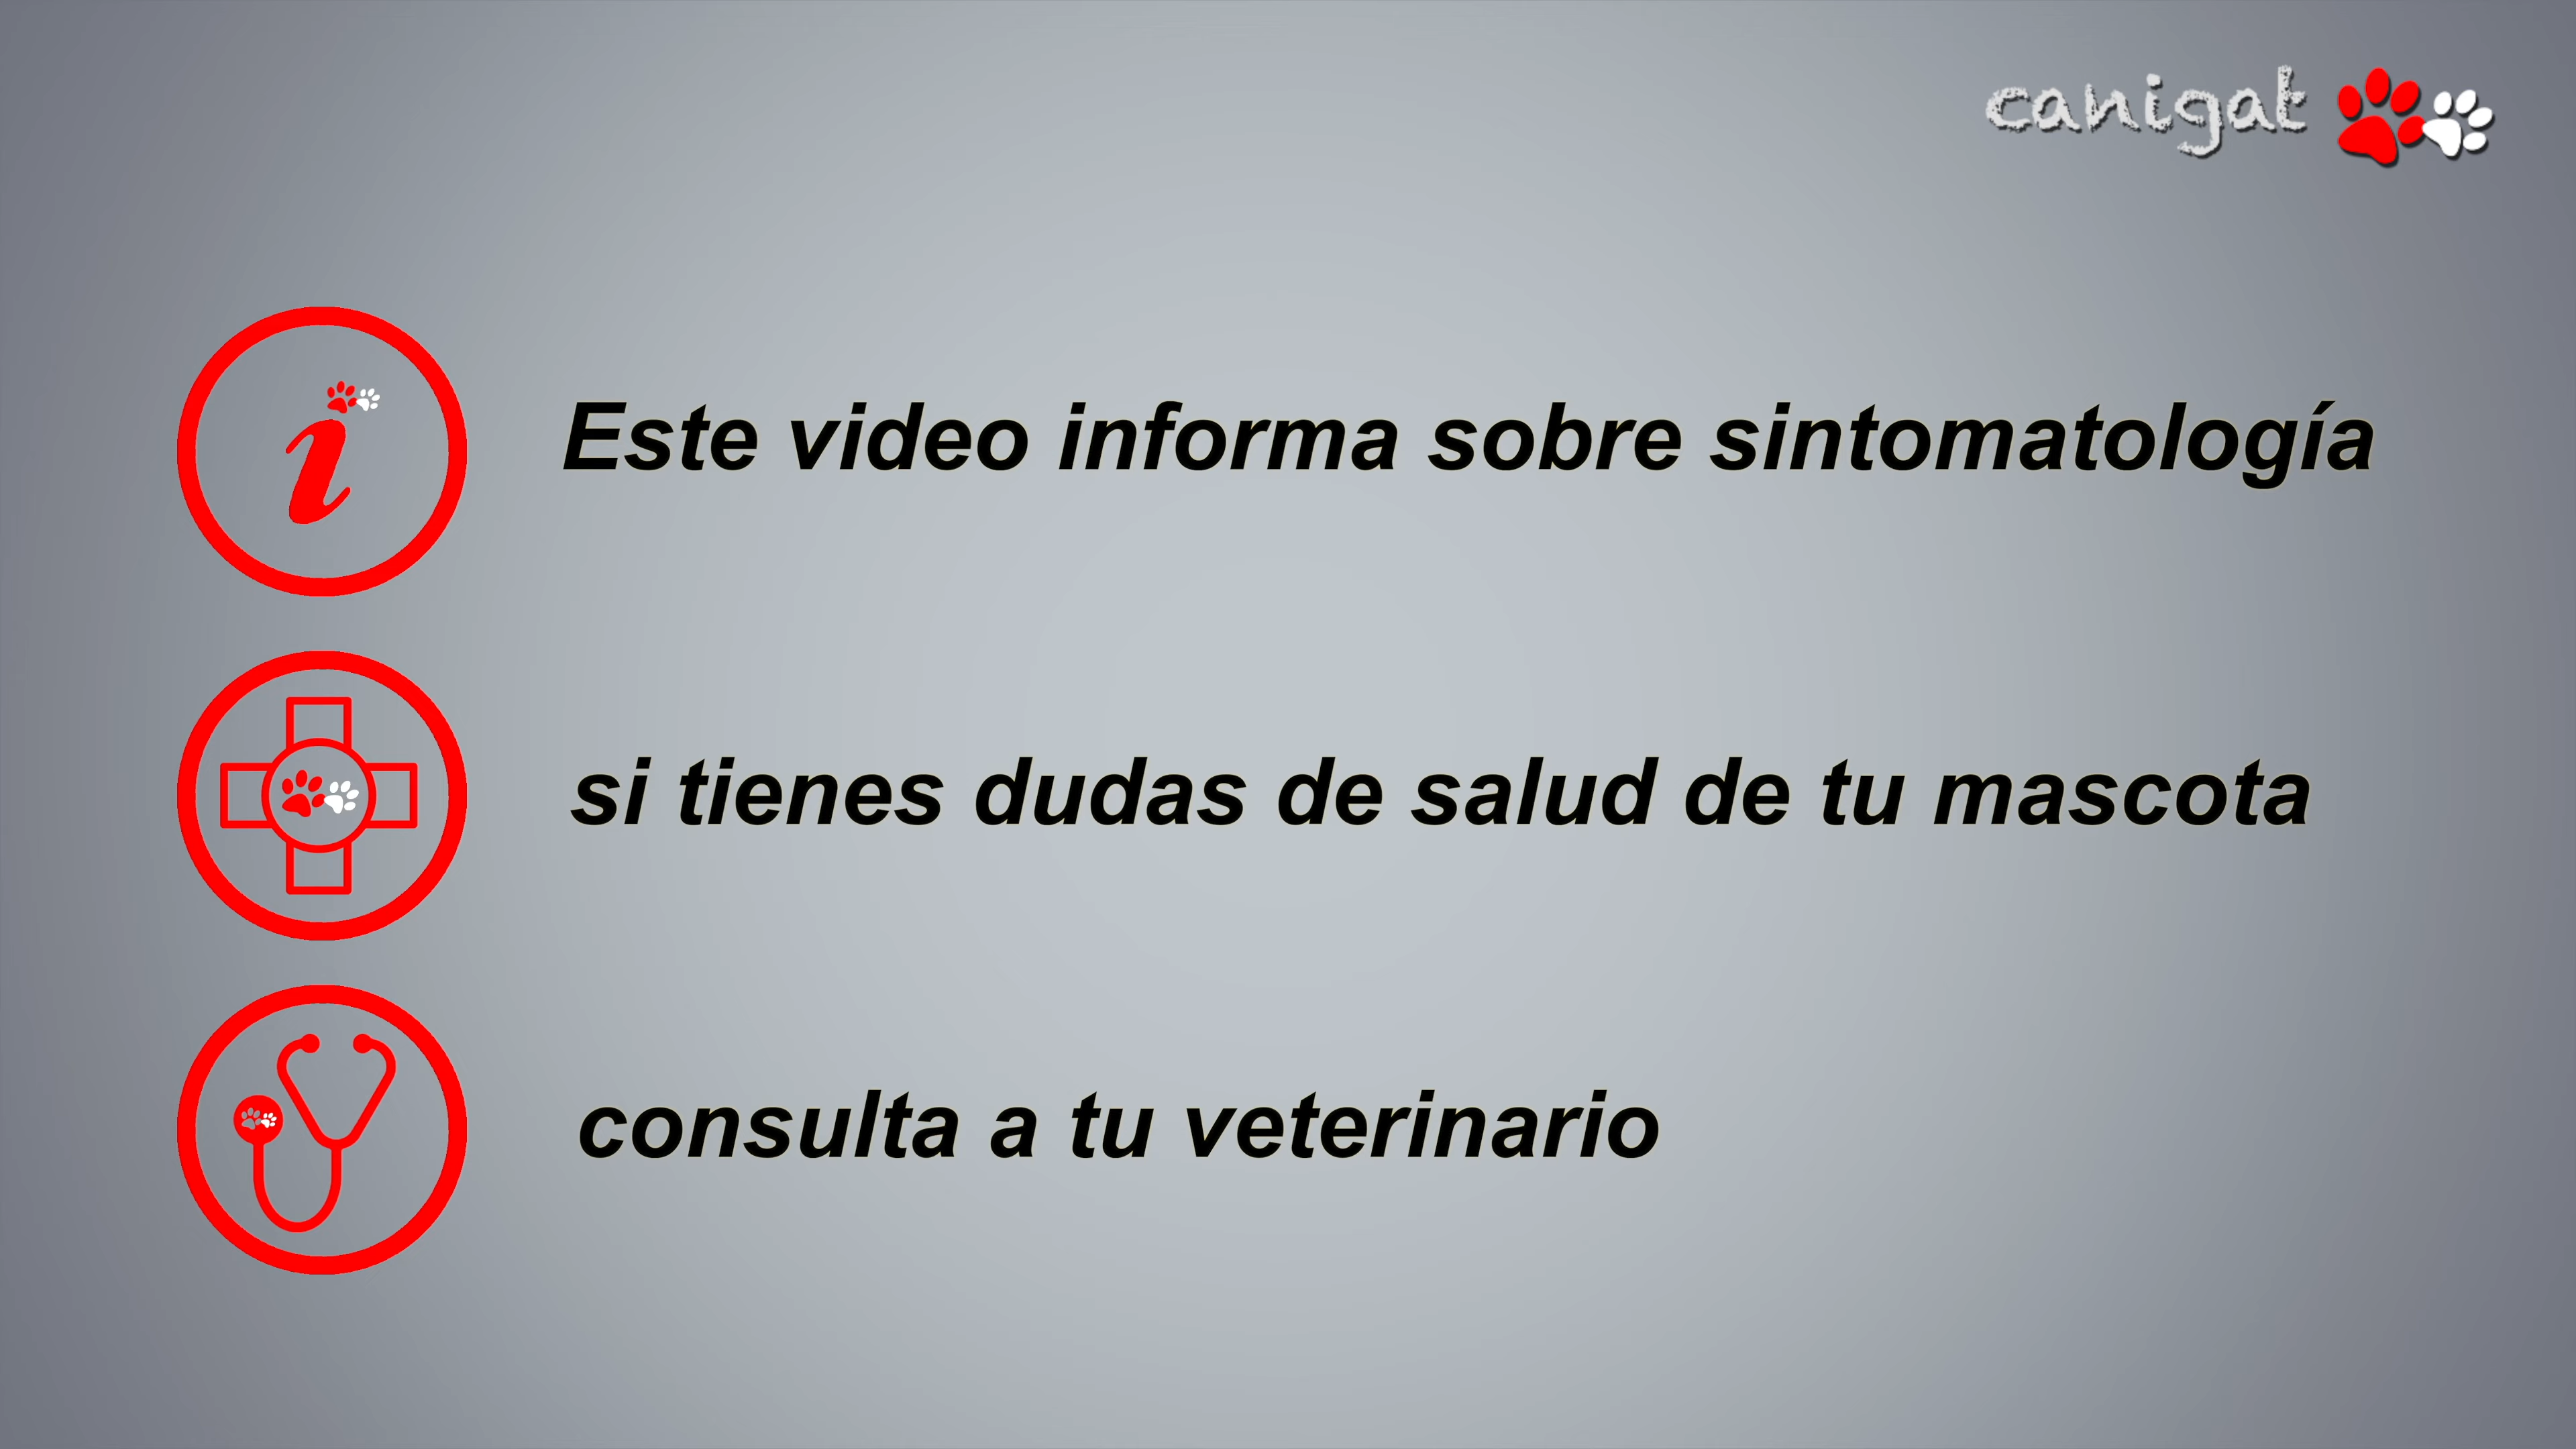 canigat
Este video informa sobre sintomatología
si tienes dudas de salud de tu mascota
consulta a tu veterinario